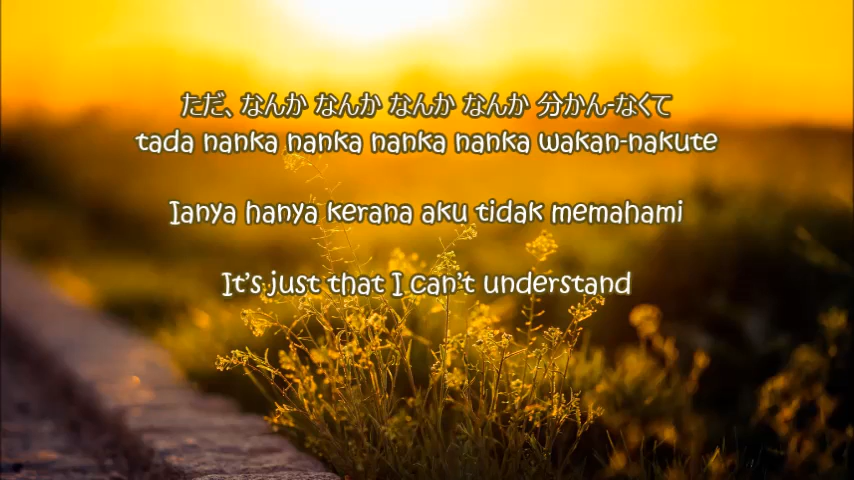 ただ、なんか なんか なんか なんか 分かん-なくて
tada nanka nanka nanka nanka wakan-nakute
Ianya hanya kerana aku tidak memahami
It's just that I can't understand